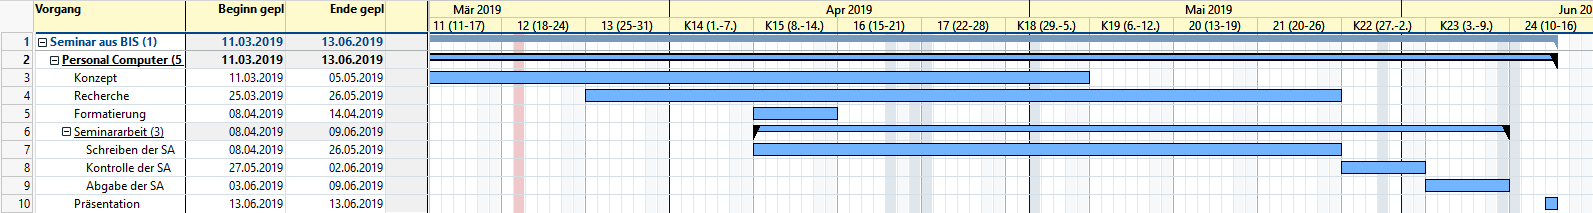 Vorgang Beginn gepl Ende gepl Mär 2019 Apr 2019 Mai 2019 Jun 20
11 (11-17) 12 (18-24) 13 (25-31) K14 (1.-7.) K15 (8.-14.) 16 (15-21) 17 (22-28) K18 (29.-5.) K19 (6.-12.) 20 (13-19) 21 (20-26) K22 (27.-2.) K23 (3.-9.) 24 (10-16)
1 Seminar aus BIS (1) 11.03.2019 13.06.2019
2 Personal Computer (5 11.03.2019 13.06.2019
3 Konzept 11.03.2019 05.05.2019
4 Recherche 25.03.2019 26.05.2019
5 Formatierung 08.04.2019 14.04.2019
6 Seminararbeit (3) 08.04.2019 09.06.2019
7 Schreiben der SA 08.04.2019 26.05.2019
8 Kontrolle der SA 27.05.2019 02.06.2019
9 Abgabe der SA 03.06.2019 09.06.2019
10 Präsentation 13.06.2019 13.06.2019